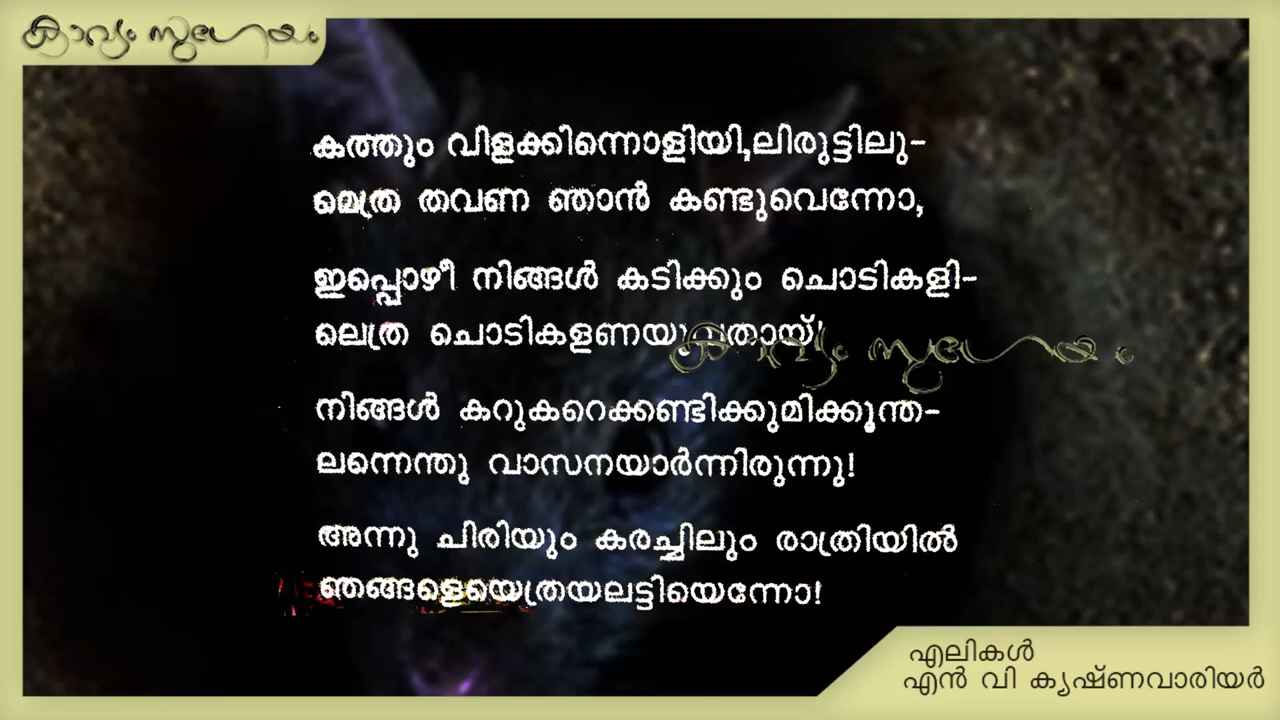 കാവ്യം സുഗേയം
കത്തും വിളക്കിന്നൊളിയി,ലിരുട്ടിലു-
മെത്ര തവണ ഞാൻ കണ്ടുവെന്നോ,
ഇപ്പൊഴീ നിങ്ങൾ കടിക്കും ചൊടികളി-
ലെത്ര ചൊടികളണയുവതായ്!
കാവ്യം സുഗേയം
നിങ്ങൾ കറുകറെക്കണ്ടിക്കുമിക്കൂന്ത-
ലന്നെന്തു വാസനയാർന്നിരുന്നു!
അന്നു ചിരിയും കരച്ചിലും രാത്രിയിൽ
ഞങ്ങളെയെത്രയലട്ടിയെന്നോ!
എലികൾ
എൻ വി കൃഷ്ണവാരിയർ